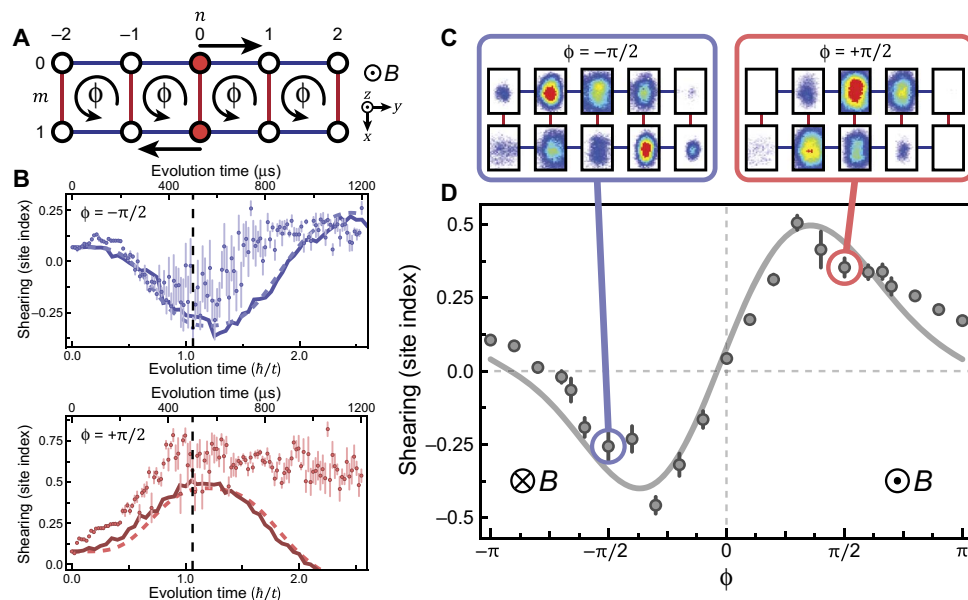 A
n
−2 −1 0 1 2
0
m
1
ϕ ϕ ϕ ϕ
B
z
y
x
B
Evolution time (μs)
0 400 800 1200
ϕ = −π/2
0.25
0.0
−0.25
Shearing (site index)
0.0 1.0 2.0
Evolution time (ħ/t)
Evolution time (μs)
0 400 800 1200
ϕ = +π/2
0.75
0.5
0.25
0.0
Shearing (site index)
0.0 1.0 2.0
Evolution time (ħ/t)
C
ϕ = −π/2
ϕ = +π/2
D
Shearing (site index)
0.5
0.25
0.0
−0.25
−0.5
B
B
−π −π/2 0 π/2 π
ϕ